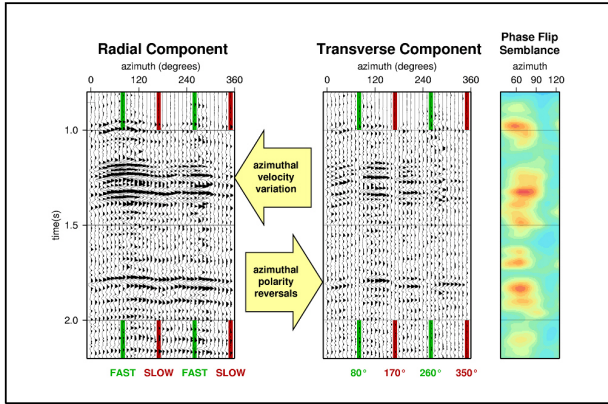 Radial Component
azimuth (degrees)
0 120 240 360
Transverse Component
azimuth (degrees)
0 120 240 360
Phase Flip
Semblance
azimuth
60 90 120
time(s)
1.0
1.5
2.0
azimuthal
velocity
variation
azimuthal
polarity
reversals
FAST SLOW FAST SLOW
80° 170° 260° 350°